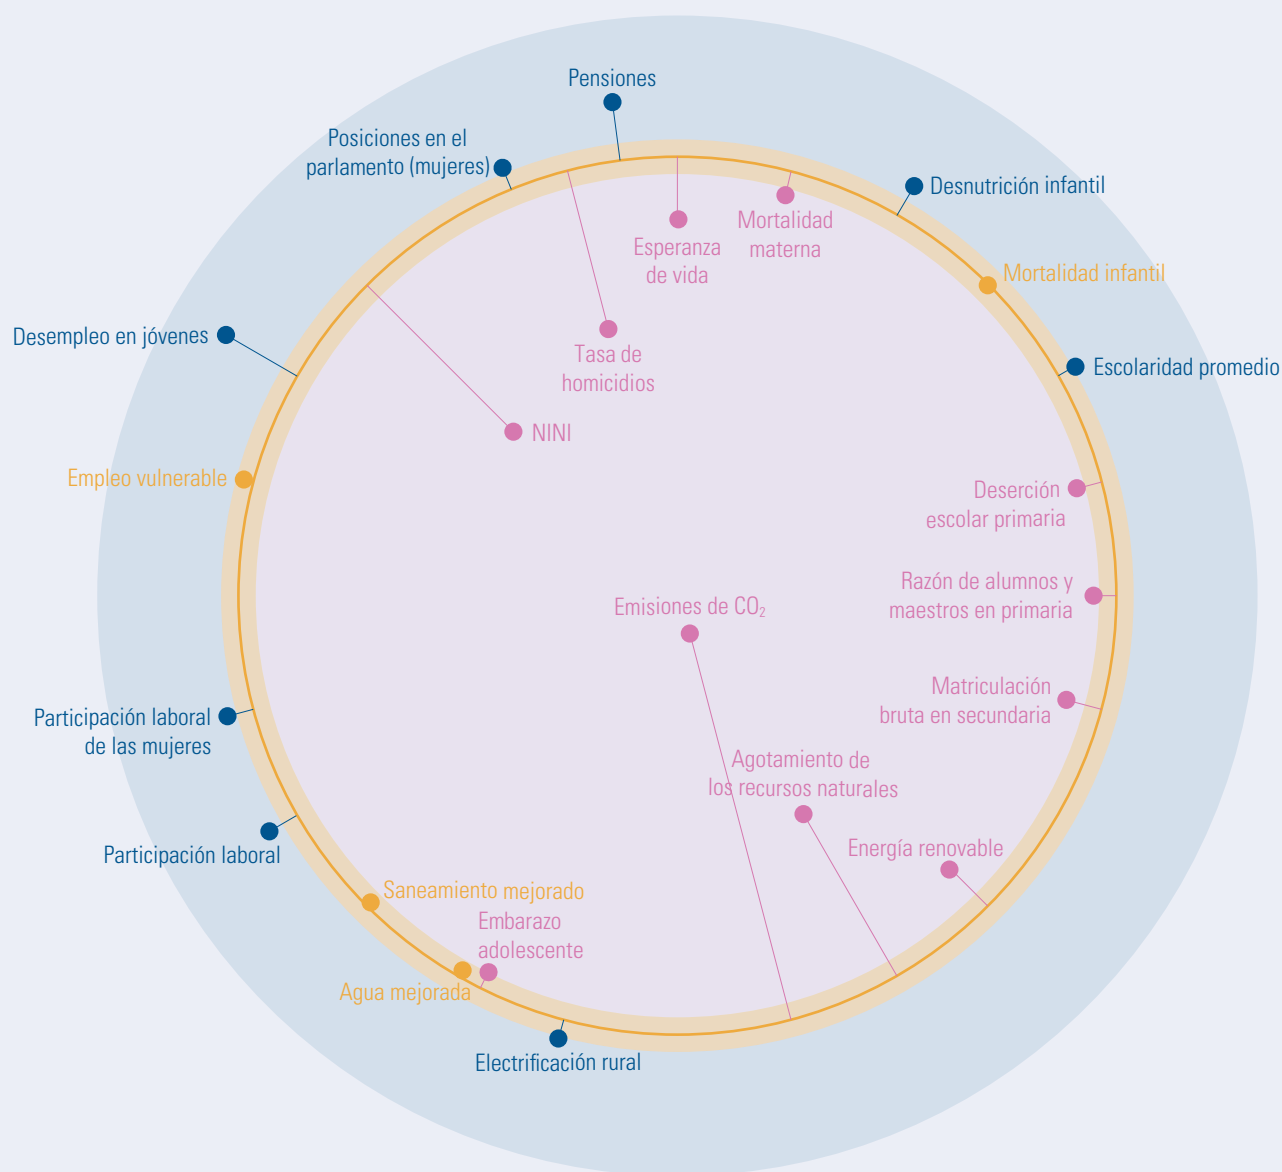 Pensiones
Posiciones en el
parlamento (mujeres)
Desnutrición infantil
Mortalidad
materna
Esperanza
de vida
Mortalidad infantil
Desempleo en jóvenes
Tasa de
homicidios
Escolaridad promedio
NINI
Empleo vulnerable
Deserción
escolar primaria
Razón de alumnos y
maestros en primaria
Emisiones de CO₂
Matriculación
bruta en secundaria
Participación laboral
de las mujeres
Agotamiento de
los recursos naturales
Energía renovable
Participación laboral
Saneamiento mejorado
Embarazo
adolescente
Agua mejorada
Electrificación rural